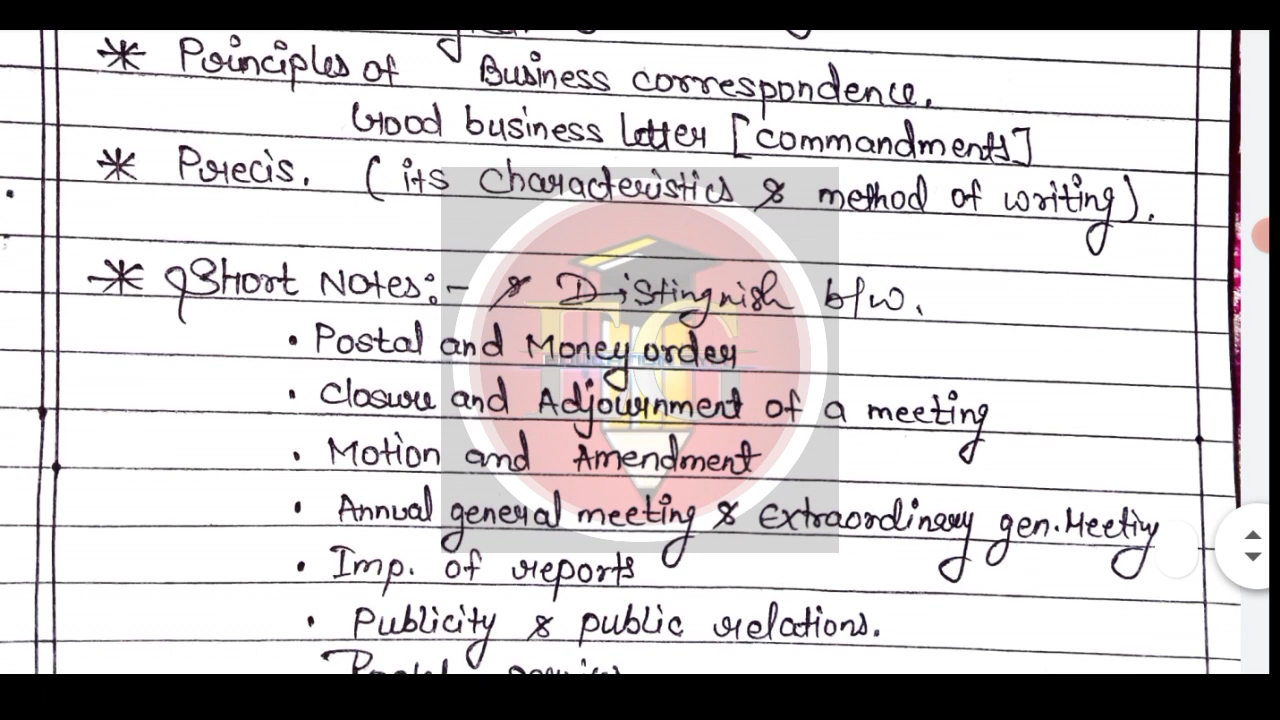 * Principles of Business correspondence.
Good business letter [commandments]
* Precis. (its characteristics & method of writing).
* Short Notes:- & Distinguish b/w.
• Postal and Money order
• Closure and Adjournment of a meeting
• Motion and Amendment
• Annual general meeting & Extraordinary gen. Meeting
• Imp. of reports
• Publicity & public relations.